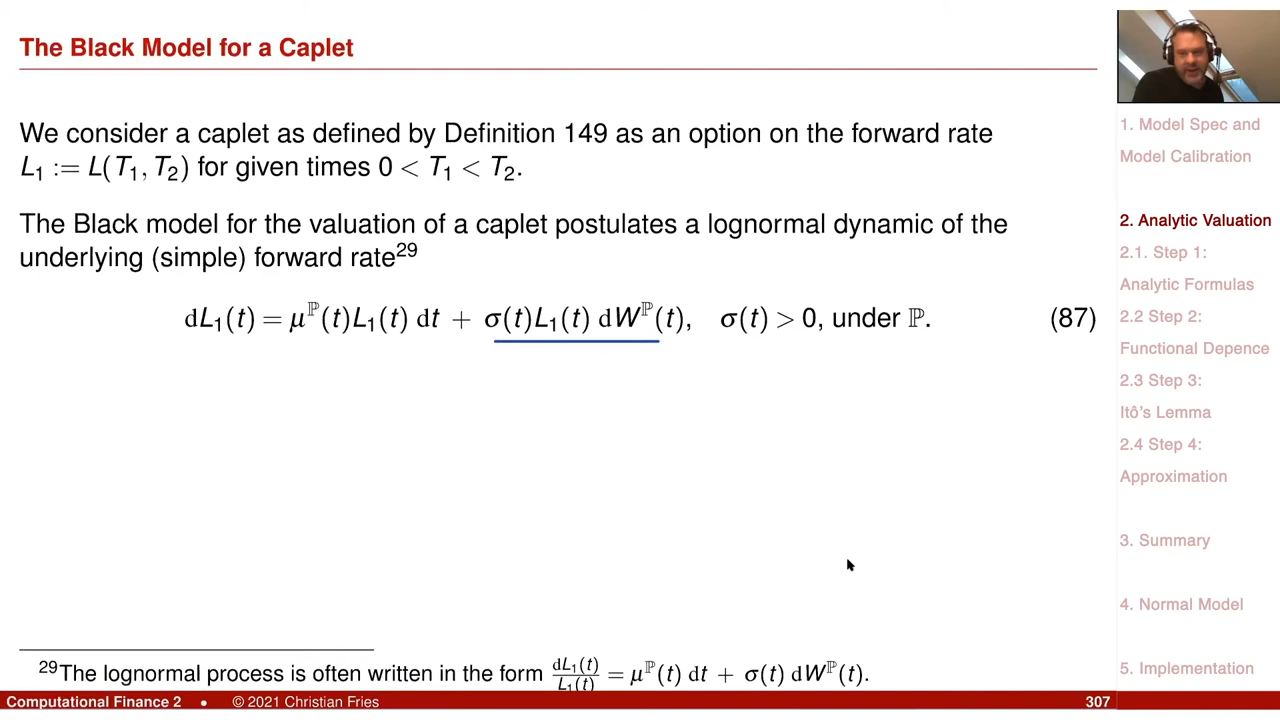 The Black Model for a Caplet
We consider a caplet as defined by Definition 149 as an option on the forward rate
L₁ := L(T₁, T₂) for given times 0 < T₁ < T₂.
The Black model for the valuation of a caplet postulates a lognormal dynamic of the
underlying (simple) forward rate²⁹
dL₁(t) = μ^ℙ(t)L₁(t) dt + σ(t)L₁(t) dW^ℙ(t), σ(t) > 0, under ℙ. (87)
²⁹The lognormal process is often written in the form dL₁(t)/L₁(t) = μ^ℙ(t) dt + σ(t) dW^ℙ(t).
Computational Finance 2 • © 2021 Christian Fries 307
1. Model Spec and
Model Calibration
2. Analytic Valuation
2.1. Step 1:
Analytic Formulas
2.2 Step 2:
Functional Depence
2.3 Step 3:
Itô’s Lemma
2.4 Step 4:
Approximation
3. Summary
4. Normal Model
5. Implementation